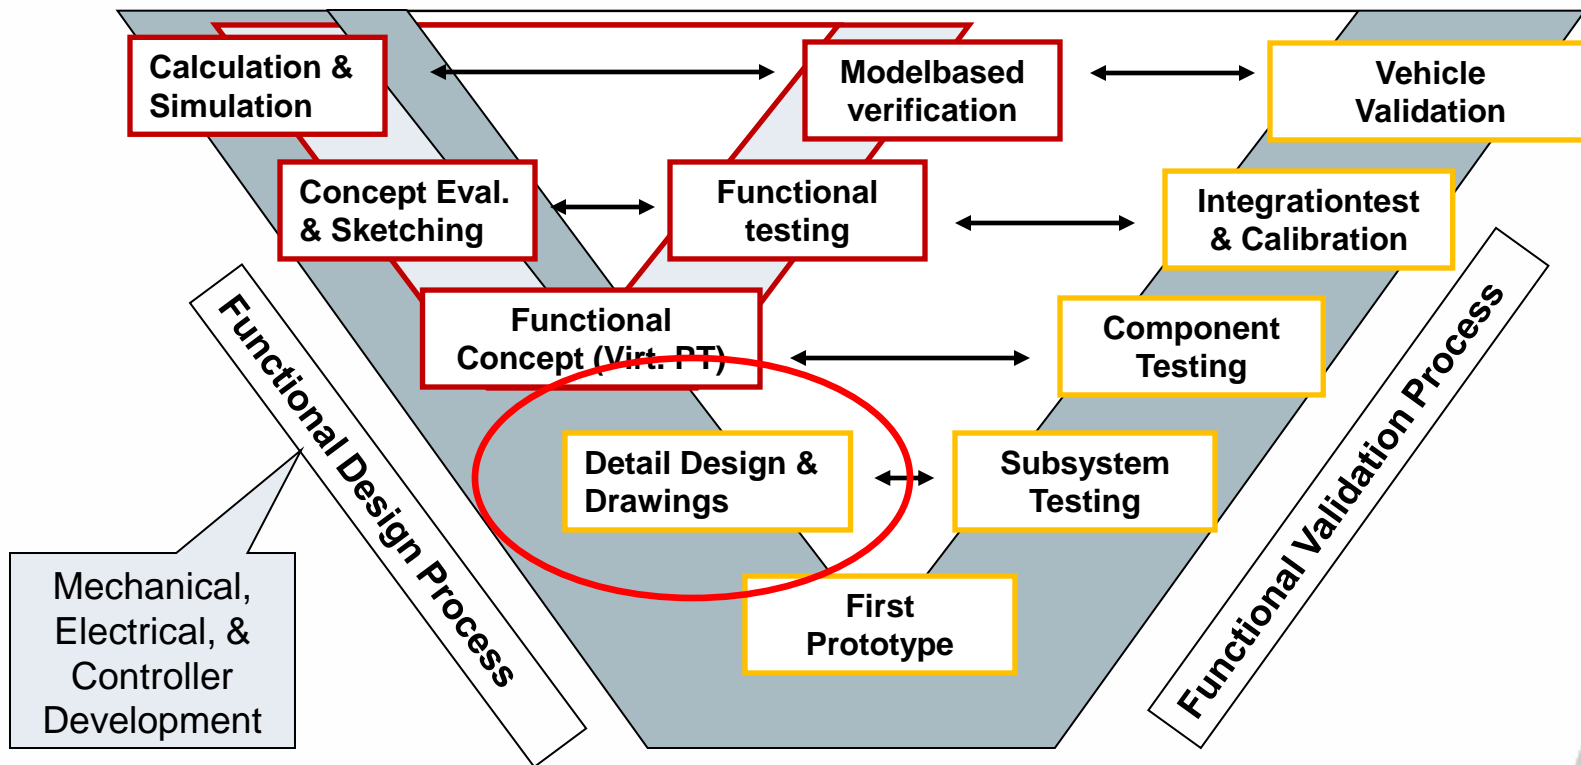 Calculation &
Simulation
Modelbased
verification
Vehicle
Validation
Concept Eval.
& Sketching
Functional
testing
Integrationtest
& Calibration
Functional
Concept (Virt. PT)
Component
Testing
Detail Design &
Drawings
Subsystem
Testing
First
Prototype
Functional Design Process
Functional Validation Process
Mechanical,
Electrical, &
Controller
Development